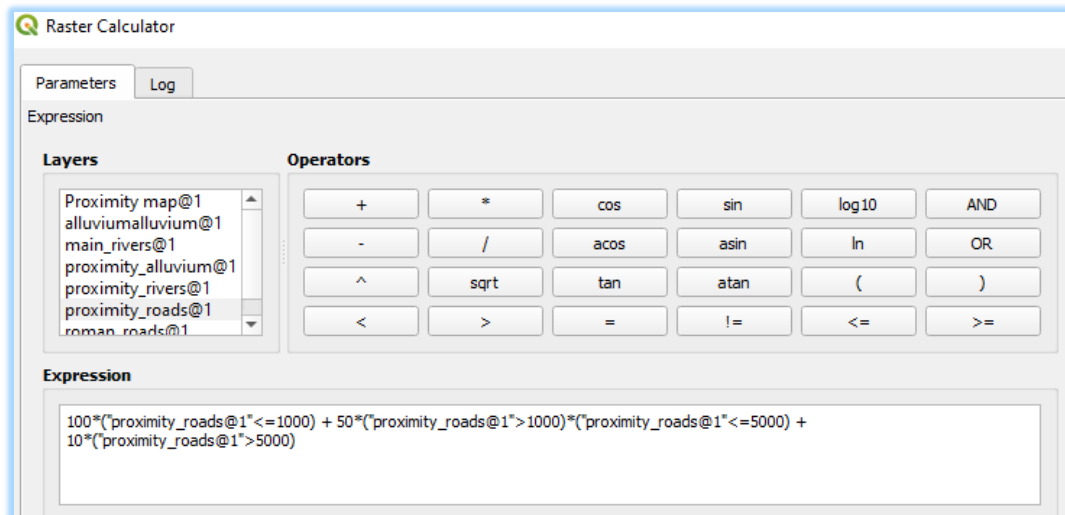 Raster Calculator
Parameters
Log
Expression
Layers
Operators
Proximity map@1
alluviumalluvium@1
main_rivers@1
proximity_alluvium@1
proximity_rivers@1
proximity_roads@1
roman_roads@1
+ * cos sin log10 AND
- / acos asin ln OR
^ sqrt tan atan ( )
< > = != <= >=
Expression
100*("proximity_roads@1"<=1000) + 50*("proximity_roads@1">1000)*("proximity_roads@1"<=5000) +
10*("proximity_roads@1">5000)